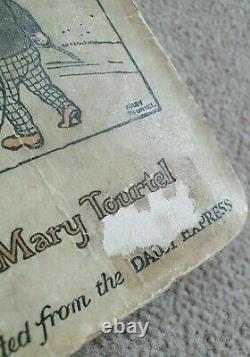 MARY
TOURTEL
Mary Tourtel
ted from the DAILY EXPRESS